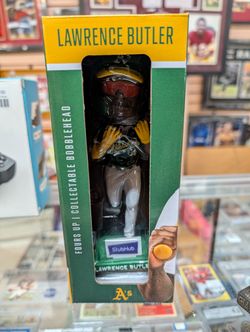 LAWRENCE BUTLER
FOURS UP | COLLECTABLE BOBBLEHEAD
StubHub
LAWRENCE BUTLER
A's